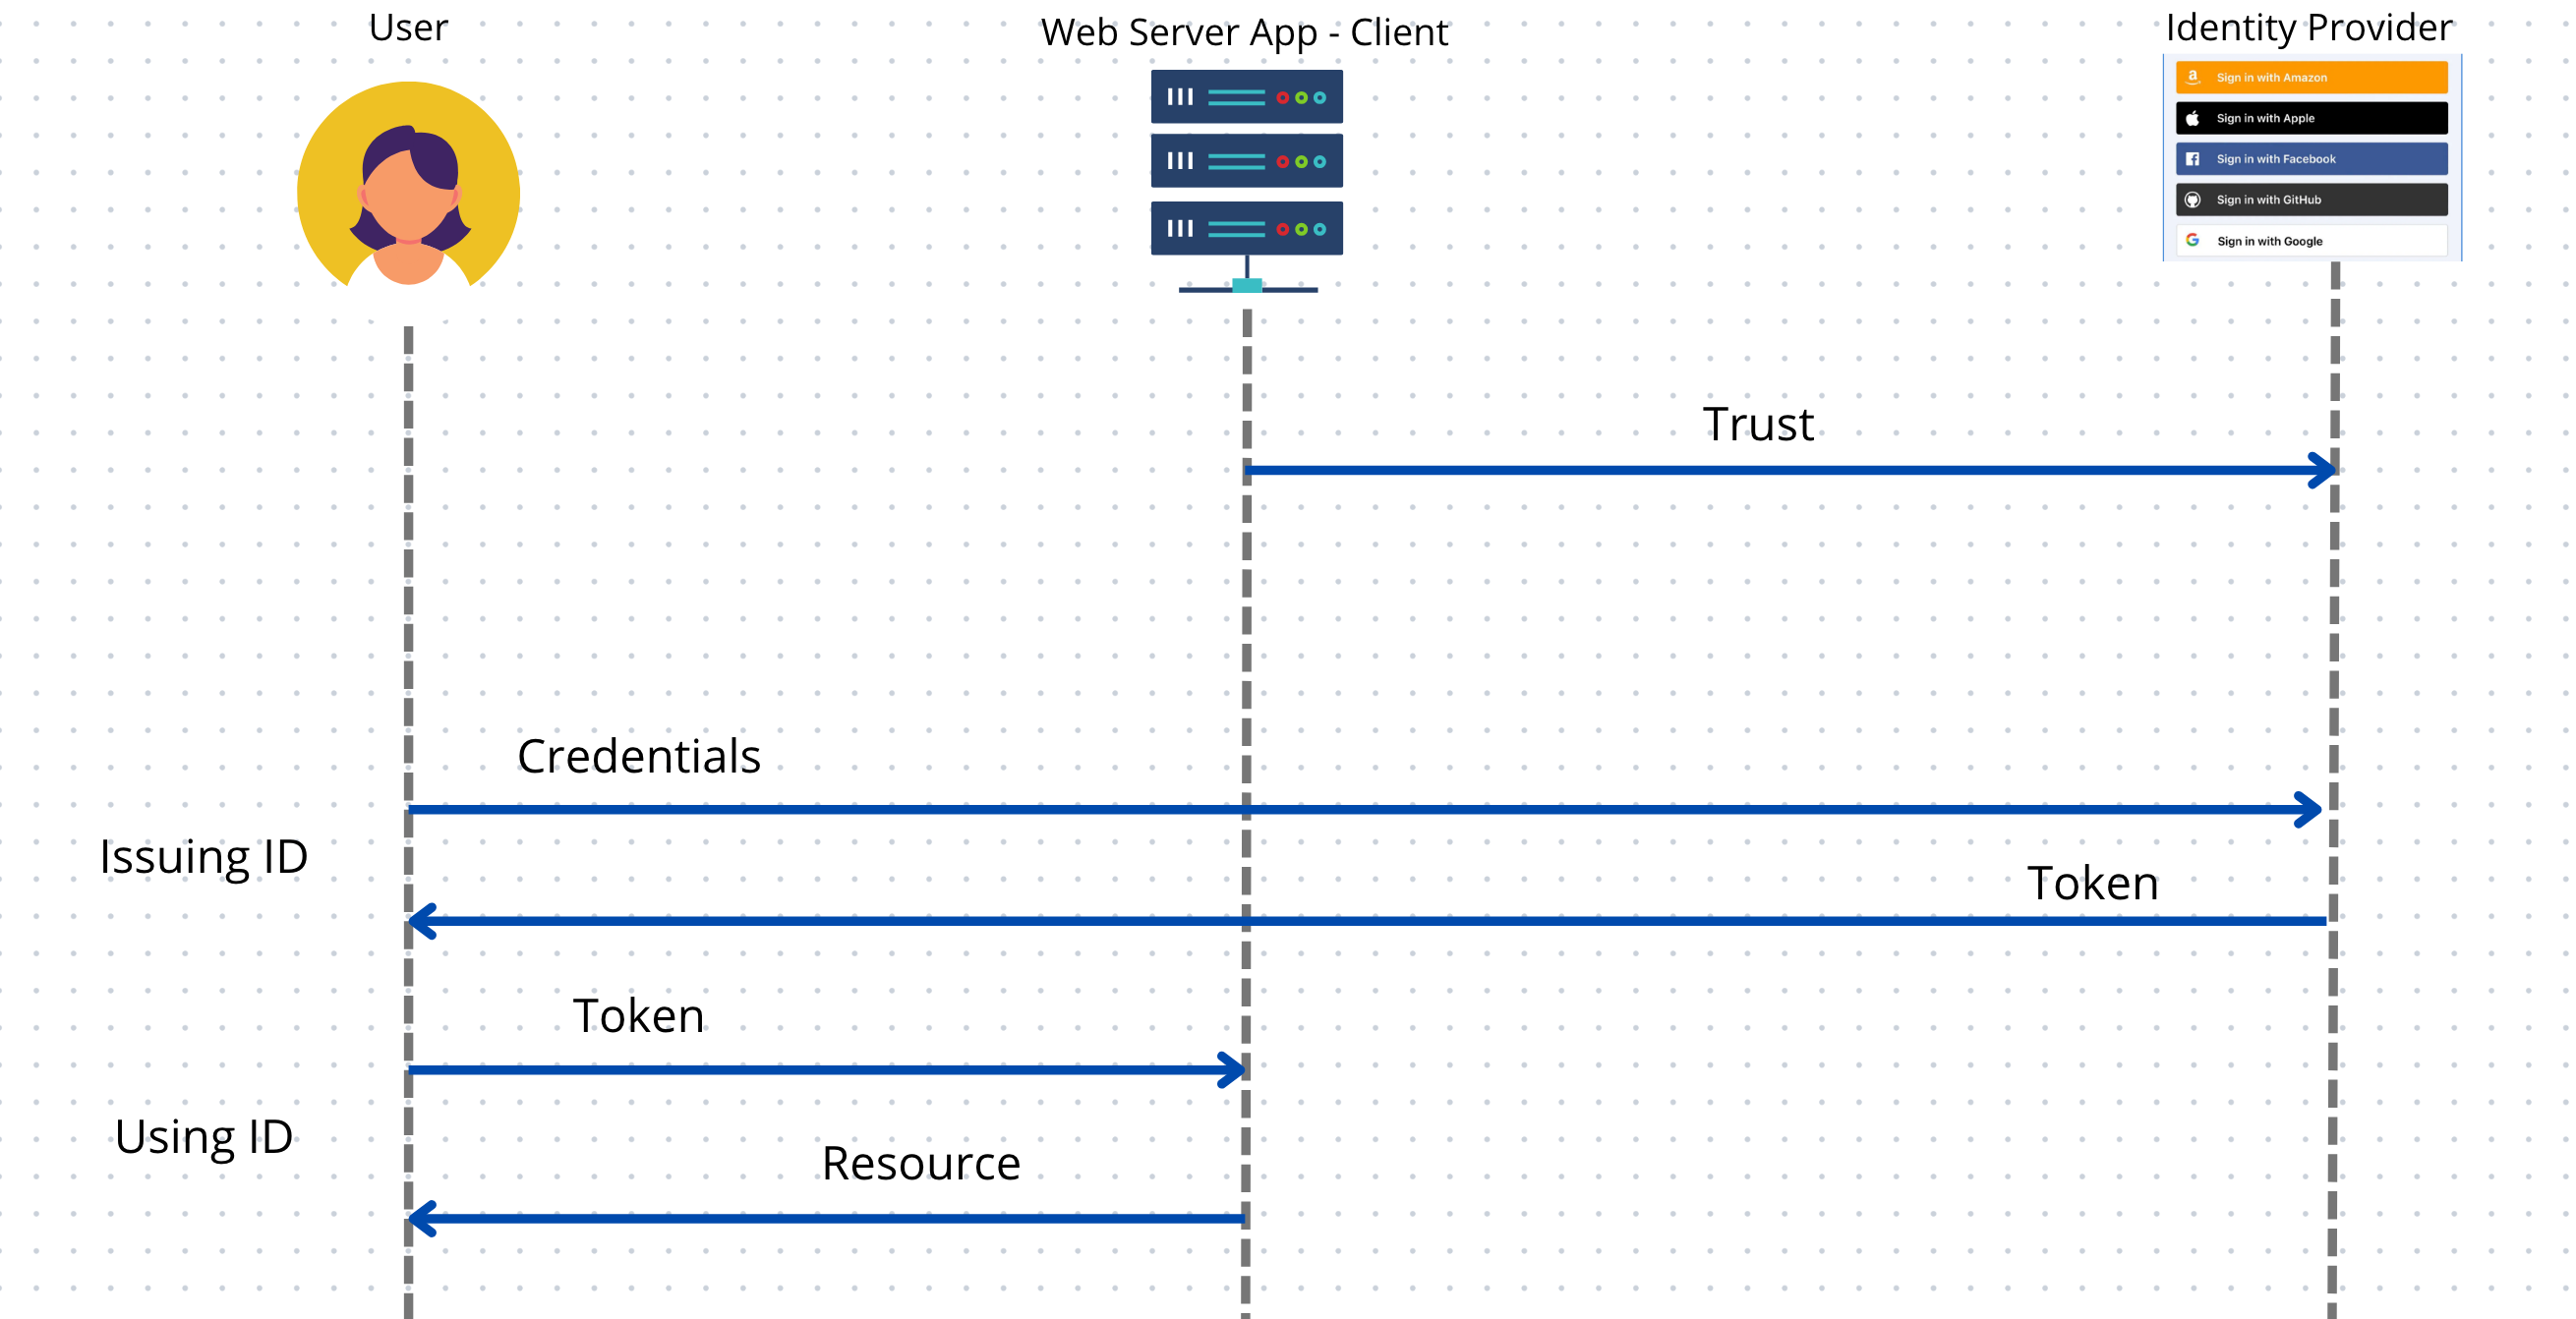 User
Web Server App - Client
Identity Provider
Sign in with Amazon
Sign in with Apple
Sign in with Facebook
Sign in with GitHub
Sign in with Google
Trust
Credentials
Issuing ID
Token
Token
Using ID
Resource